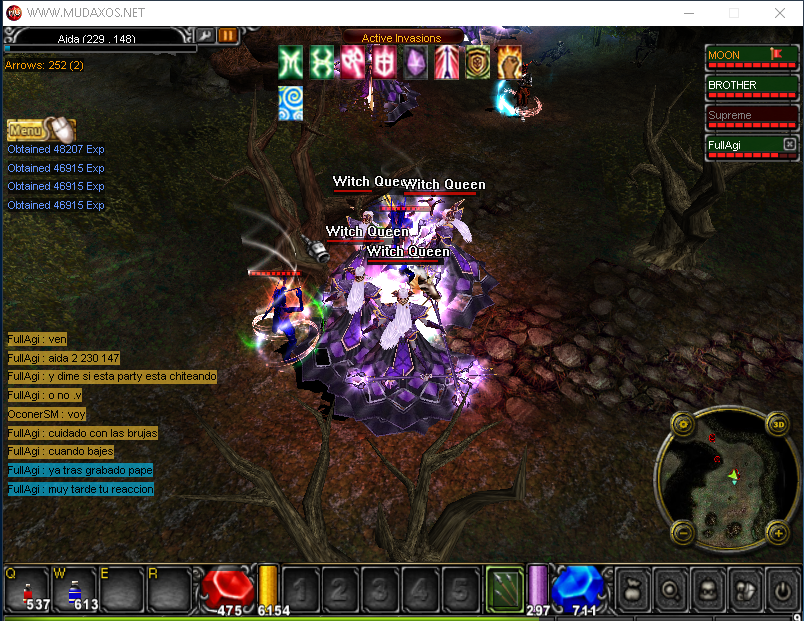 WWW.MUDAXOS.NET
Aida (229 , 148)
Active Invasions
Arrows: 252 (2)
MOON
BROTHER
Supreme
FullAgi
Menu
Obtained 48207 Exp
Obtained 46915 Exp
Obtained 46915 Exp
Obtained 46915 Exp
Witch Queen
Witch Queen
Witch Queen
Witch Queen
FullAgi : ven
FullAgi : aida 2 230 147
FullAgi : y dime si esta party esta chiteando
FullAgi : o no .v
OconerSM : voy
FullAgi : cuidado con las brujas
FullAgi : cuando bajes
FullAgi : ya tras grabado pape
FullAgi : muy tarde tu reaccion
3D
Q
537
W
613
E
R
475
6154
1
2
3
4
5
297
711
9